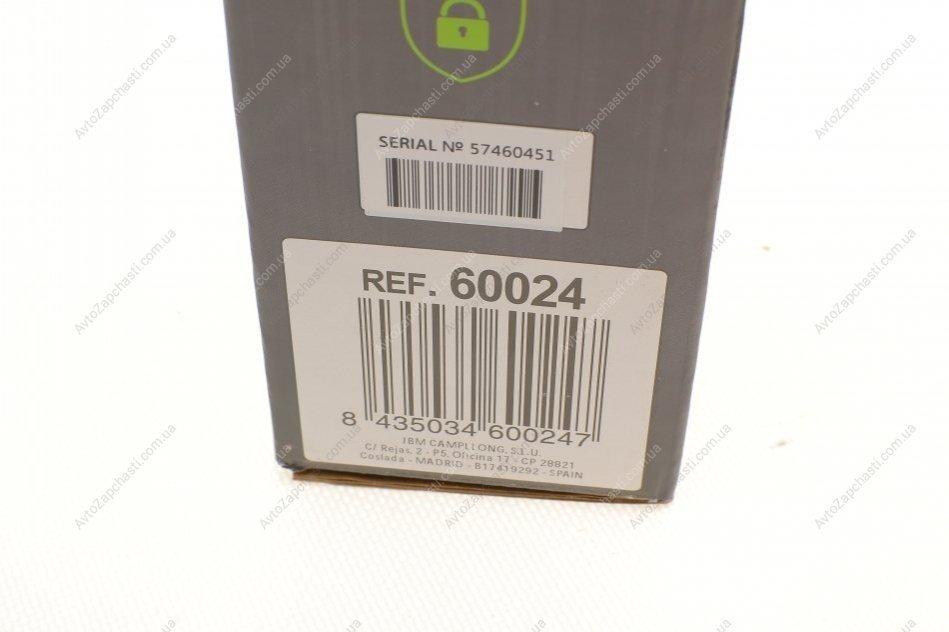 SERIAL Nº 57460451
REF. 60024
8 435034 600247
JBM CAMPLLONG, S.L.U.
C/ Rejas, 2 - P5, Oficina 17 - CP 28821
Coslada - MADRID - B17419292 - SPAIN
AvtoZapchasti.com.ua